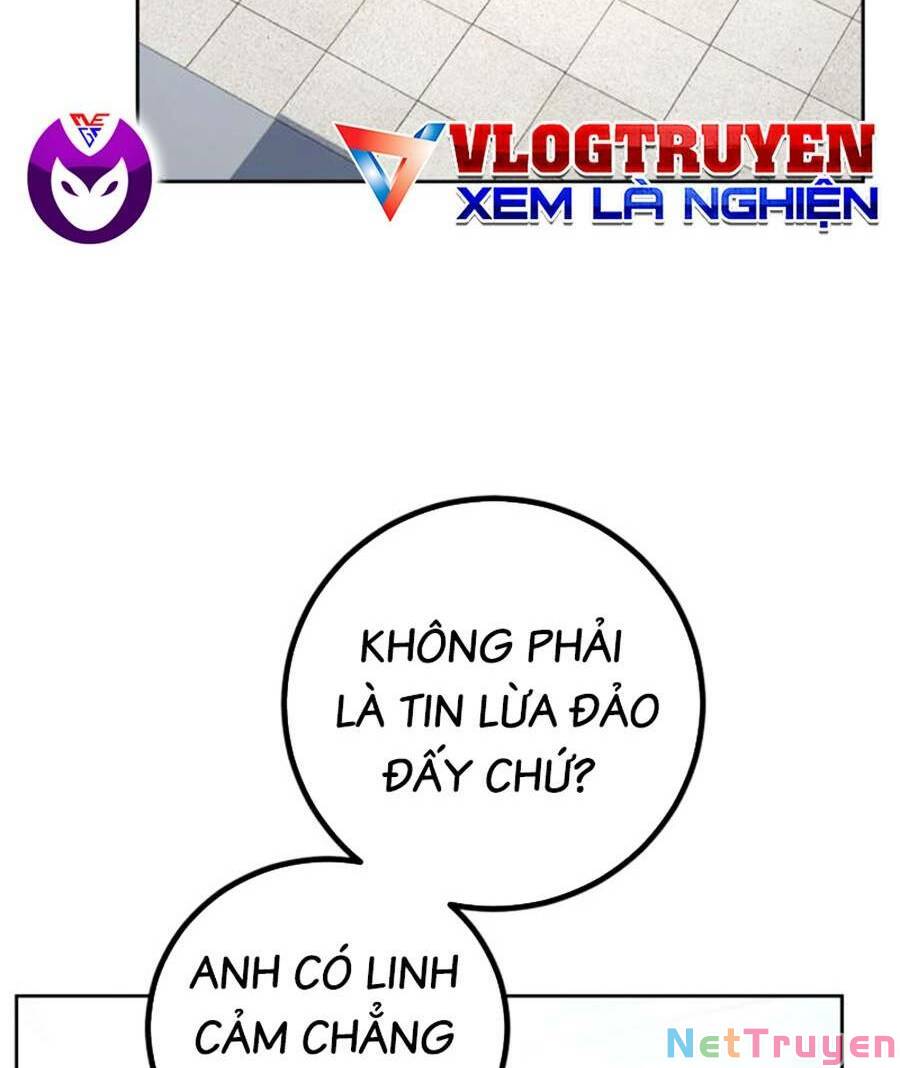 VLOGTRUYEN
XEM LÀ NGHIỆN
KHÔNG PHẢI
LÀ TIN LỪA ĐẢO
ĐẤY CHỨ?
ANH CÓ LINH
CẢM CHẲNG
NetTruyen